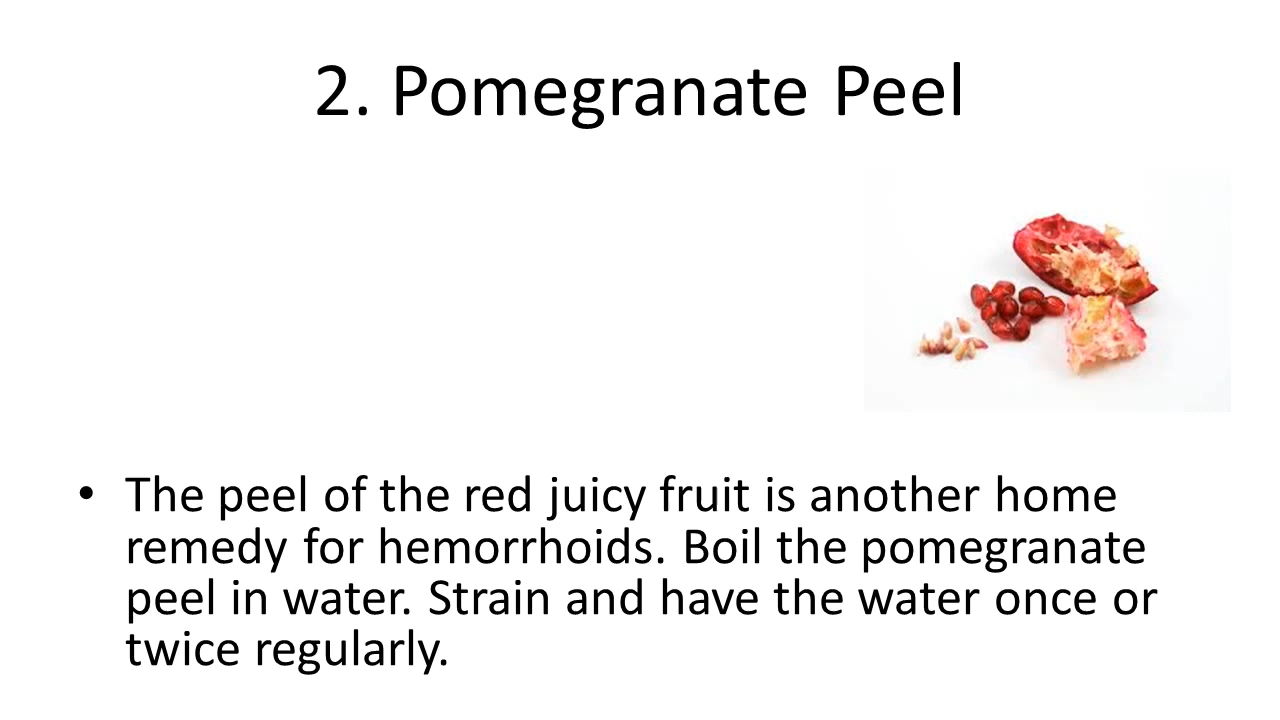 2. Pomegranate Peel
• The peel of the red juicy fruit is another home
remedy for hemorrhoids. Boil the pomegranate
peel in water. Strain and have the water once or
twice regularly.